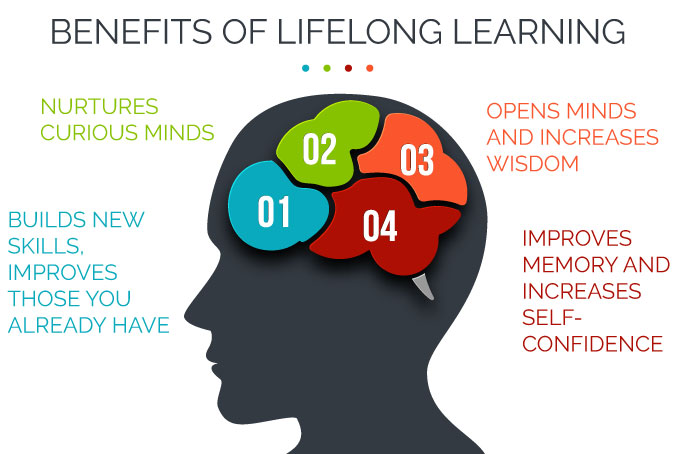 BENEFITS OF LIFELONG LEARNING
NURTURES
CURIOUS MINDS
OPENS MINDS
AND INCREASES
WISDOM
02
03
01
04
BUILDS NEW
SKILLS,
IMPROVES
THOSE YOU
ALREADY HAVE
IMPROVES
MEMORY AND
INCREASES
SELF-
CONFIDENCE